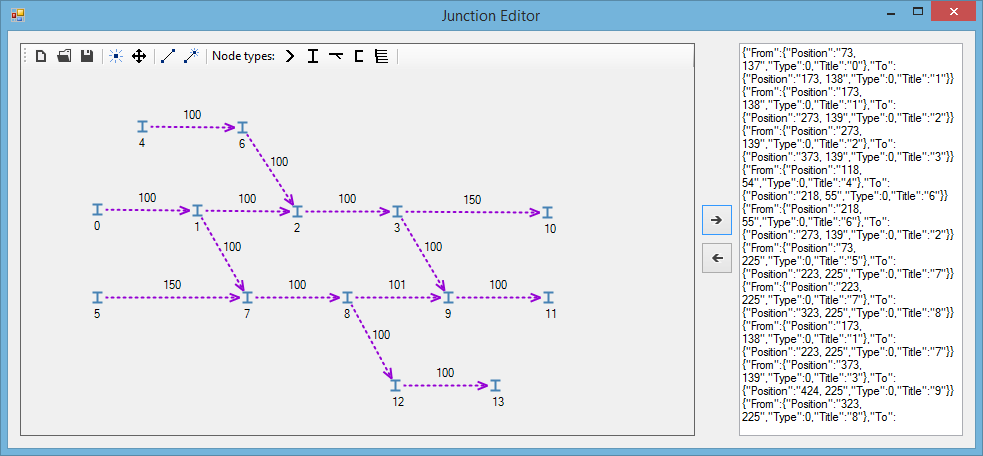 Junction Editor
Node types:
100
4
6
100
100
100
100
150
0
1
2
3
10
100
100
150
100
101
100
5
7
8
9
11
100
100
12
13
{"From":{"Position":"73,
137","Type":0,"Title":"0"},"To":
{"Position":"173, 138","Type":0,"Title":"1"}}
{"From":{"Position":"173,
138","Type":0,"Title":"1"},"To":
{"Position":"273, 139","Type":0,"Title":"2"}}
{"From":{"Position":"273,
139","Type":0,"Title":"2"},"To":
{"Position":"373, 139","Type":0,"Title":"3"}}
{"From":{"Position":"118,
54","Type":0,"Title":"4"},"To":
{"Position":"218, 55","Type":0,"Title":"6"}}
{"From":{"Position":"218,
55","Type":0,"Title":"6"},"To":
{"Position":"273, 139","Type":0,"Title":"2"}}
{"From":{"Position":"73,
225","Type":0,"Title":"5"},"To":
{"Position":"223, 225","Type":0,"Title":"7"}}
{"From":{"Position":"223,
225","Type":0,"Title":"7"},"To":
{"Position":"323, 225","Type":0,"Title":"8"}}
{"From":{"Position":"173,
138","Type":0,"Title":"1"},"To":
{"Position":"223, 225","Type":0,"Title":"7"}}
{"From":{"Position":"373,
139","Type":0,"Title":"3"},"To":
{"Position":"424, 225","Type":0,"Title":"9"}}
{"From":{"Position":"323,
225","Type":0,"Title":"8"},"To":